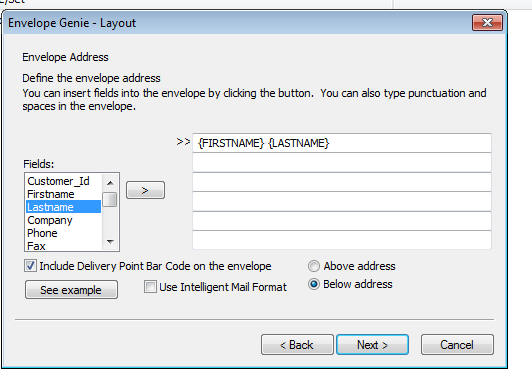 Envelope Genie - Layout
Envelope Address
Define the envelope address
You can insert fields into the envelope by clicking the button. You can also type punctuation and
spaces in the envelope.
>> {FIRSTNAME} {LASTNAME}
Fields:
Customer_Id
Firstname
Lastname
Company
Phone
Fax
>
Include Delivery Point Bar Code on the envelope
Above address
See example
Use Intelligent Mail Format
Below address
< Back
Next >
Cancel